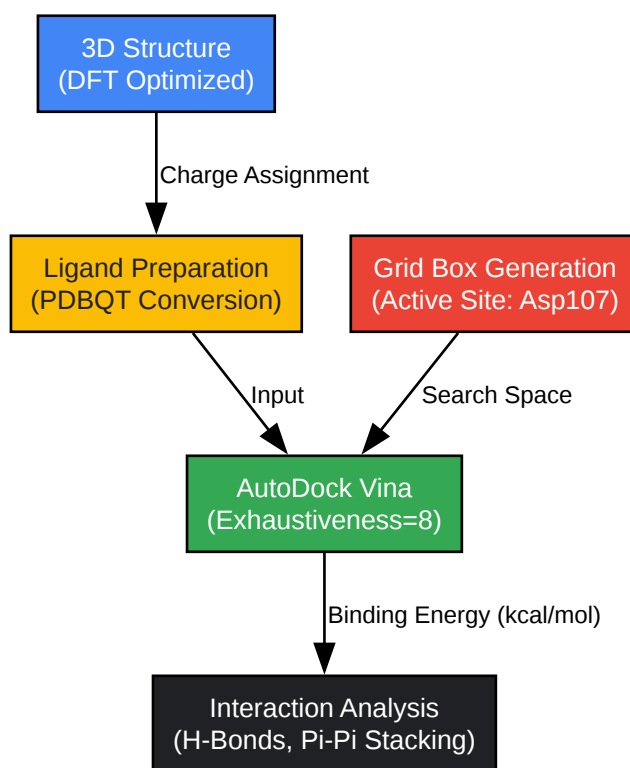 3D Structure
(DFT Optimized)
Charge Assignment
Ligand Preparation
(PDBQT Conversion)
Grid Box Generation
(Active Site: Asp107)
Input
Search Space
AutoDock Vina
(Exhaustiveness=8)
Binding Energy (kcal/mol)
Interaction Analysis
(H-Bonds, Pi-Pi Stacking)